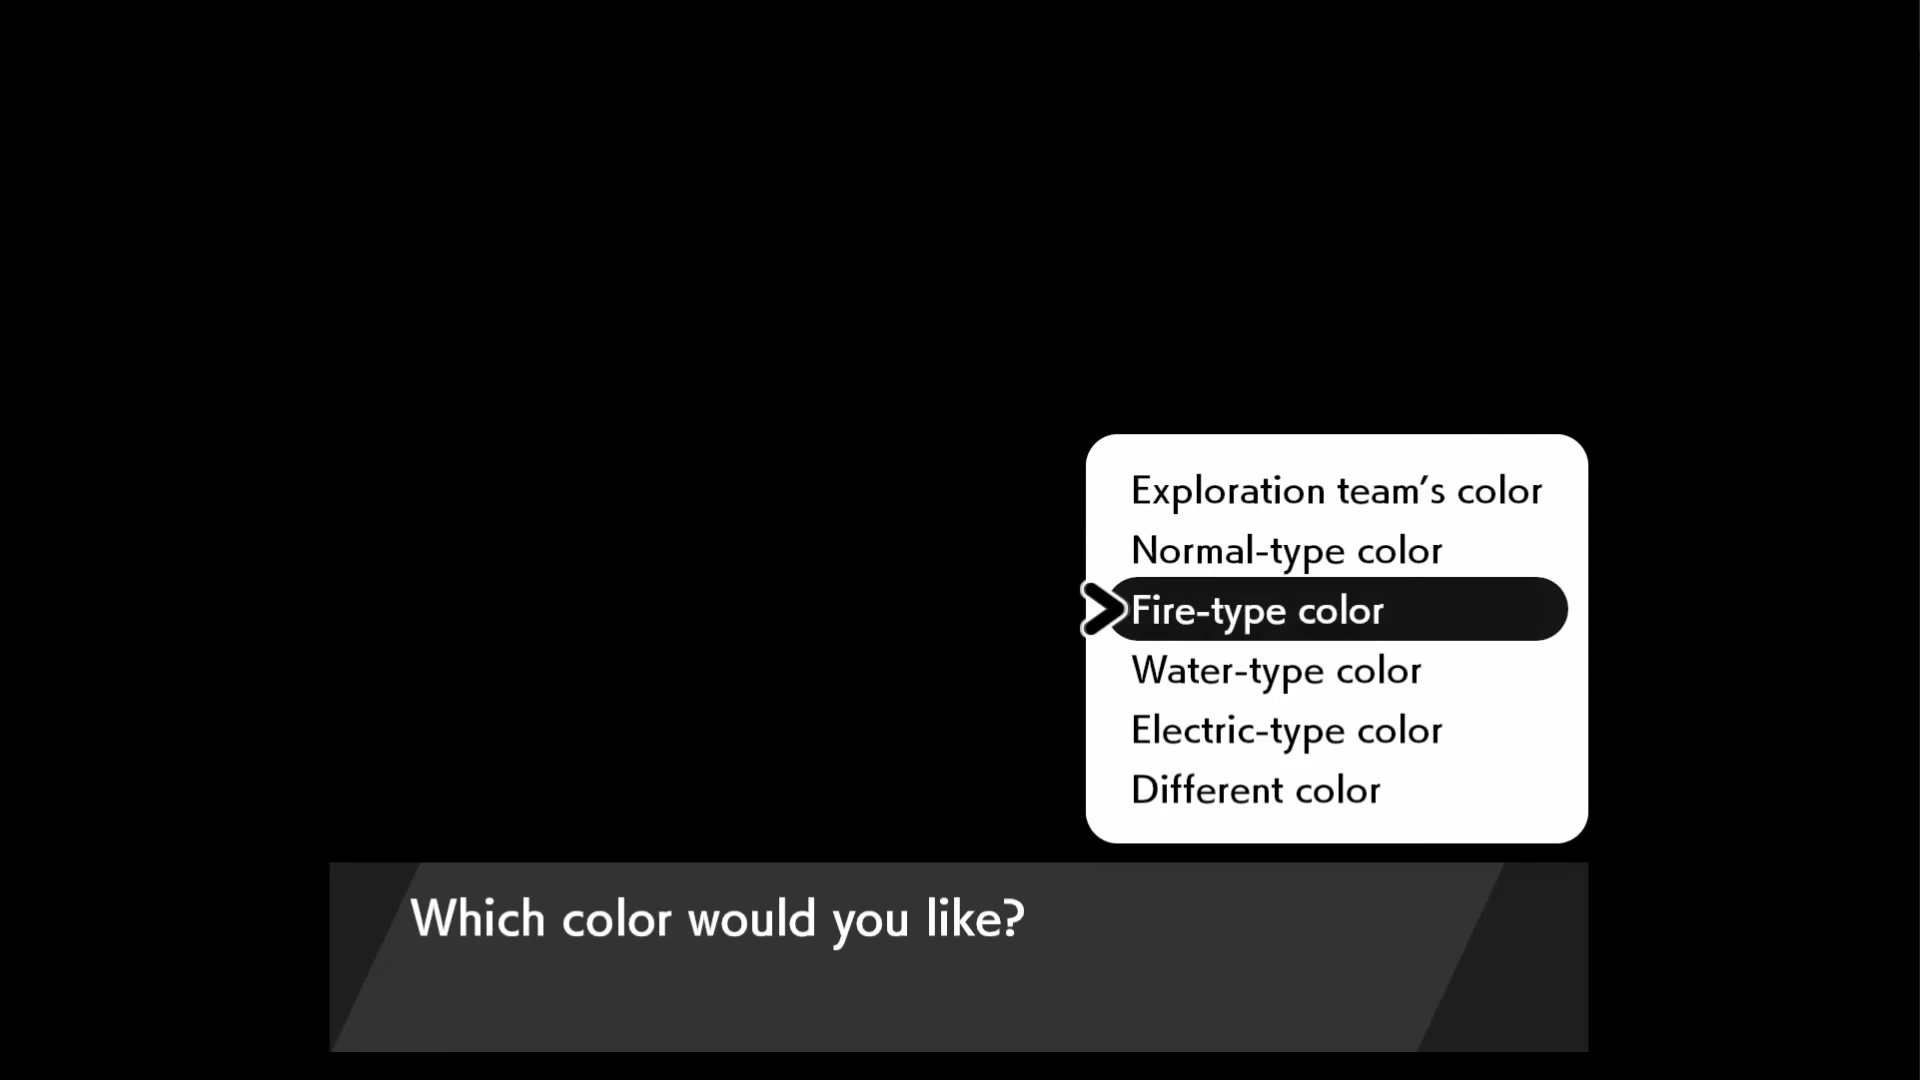 Exploration team's color
Normal-type color
Fire-type color
Water-type color
Electric-type color
Different color
Which color would you like?